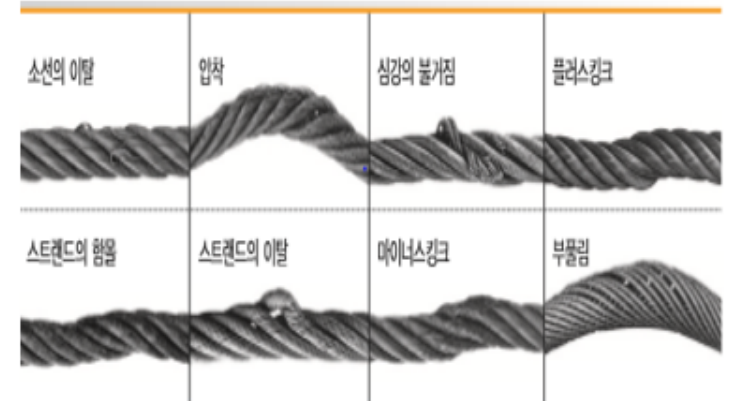 소선의 이탈
압착
심강의 불거짐
플러스킹크
스트랜드의 함몰
스트랜드의 이탈
마이너스킹크
부풀림